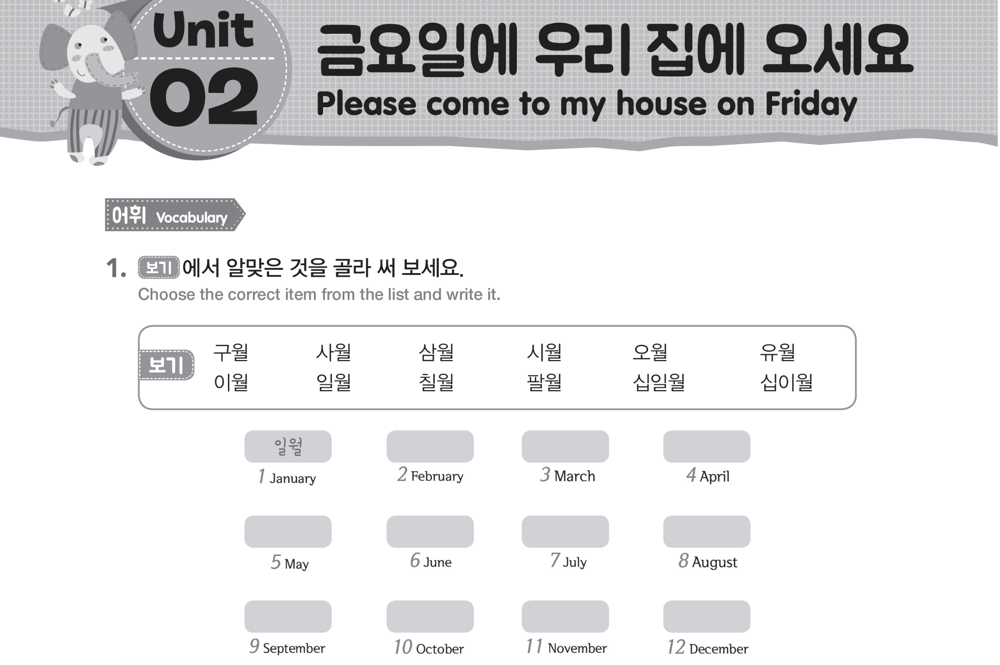 Unit
02
금요일에 우리 집에 오세요
Please come to my house on Friday
어휘 Vocabulary
1. 보기 에서 알맞은 것을 골라 써 보세요.
Choose the correct item from the list and write it.
보기
구월 사월 삼월 시월 오월 유월
이월 일월 칠월 팔월 십일월 십이월
일월
1 January 2 February 3 March 4 April
5 May 6 June 7 July 8 August
9 September 10 October 11 November 12 December